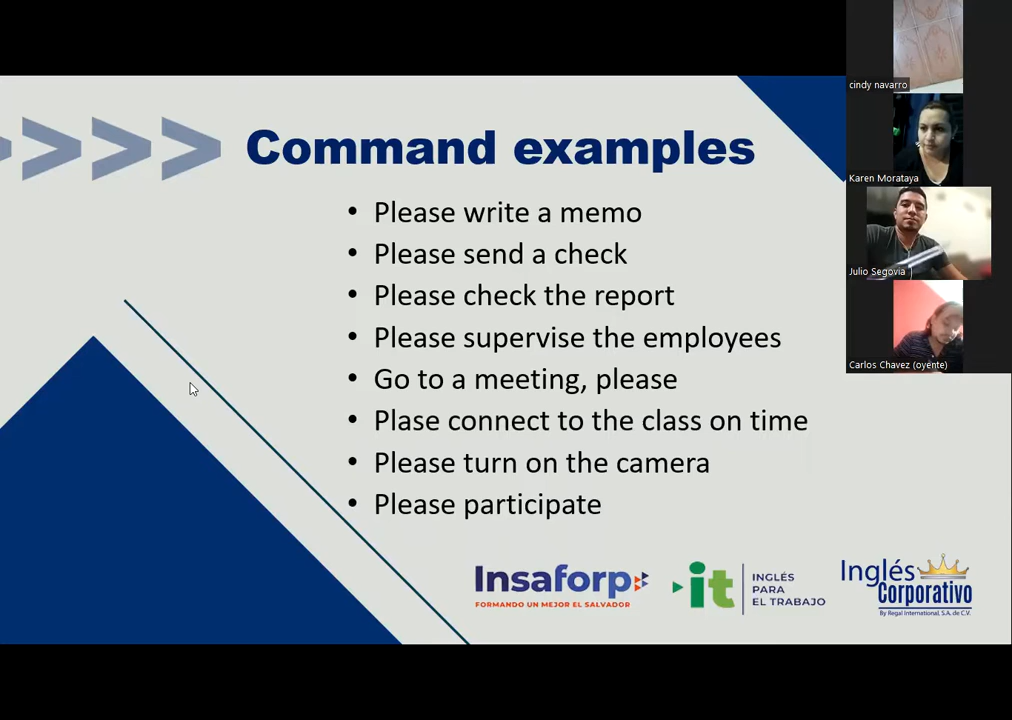 Command examples
• Please write a memo
• Please send a check
• Please check the report
• Please supervise the employees
• Go to a meeting, please
• Plase connect to the class on time
• Please turn on the camera
• Please participate
Insaforp
FORMANDO UN MEJOR EL SALVADOR
it
INGLÉS
PARA
EL TRABAJO
Inglés
Corporativo
By Regal International, S.A. de C.V.
cindy navarro
Karen Morataya
Julio Segovia
Carlos Chavez (oyente)